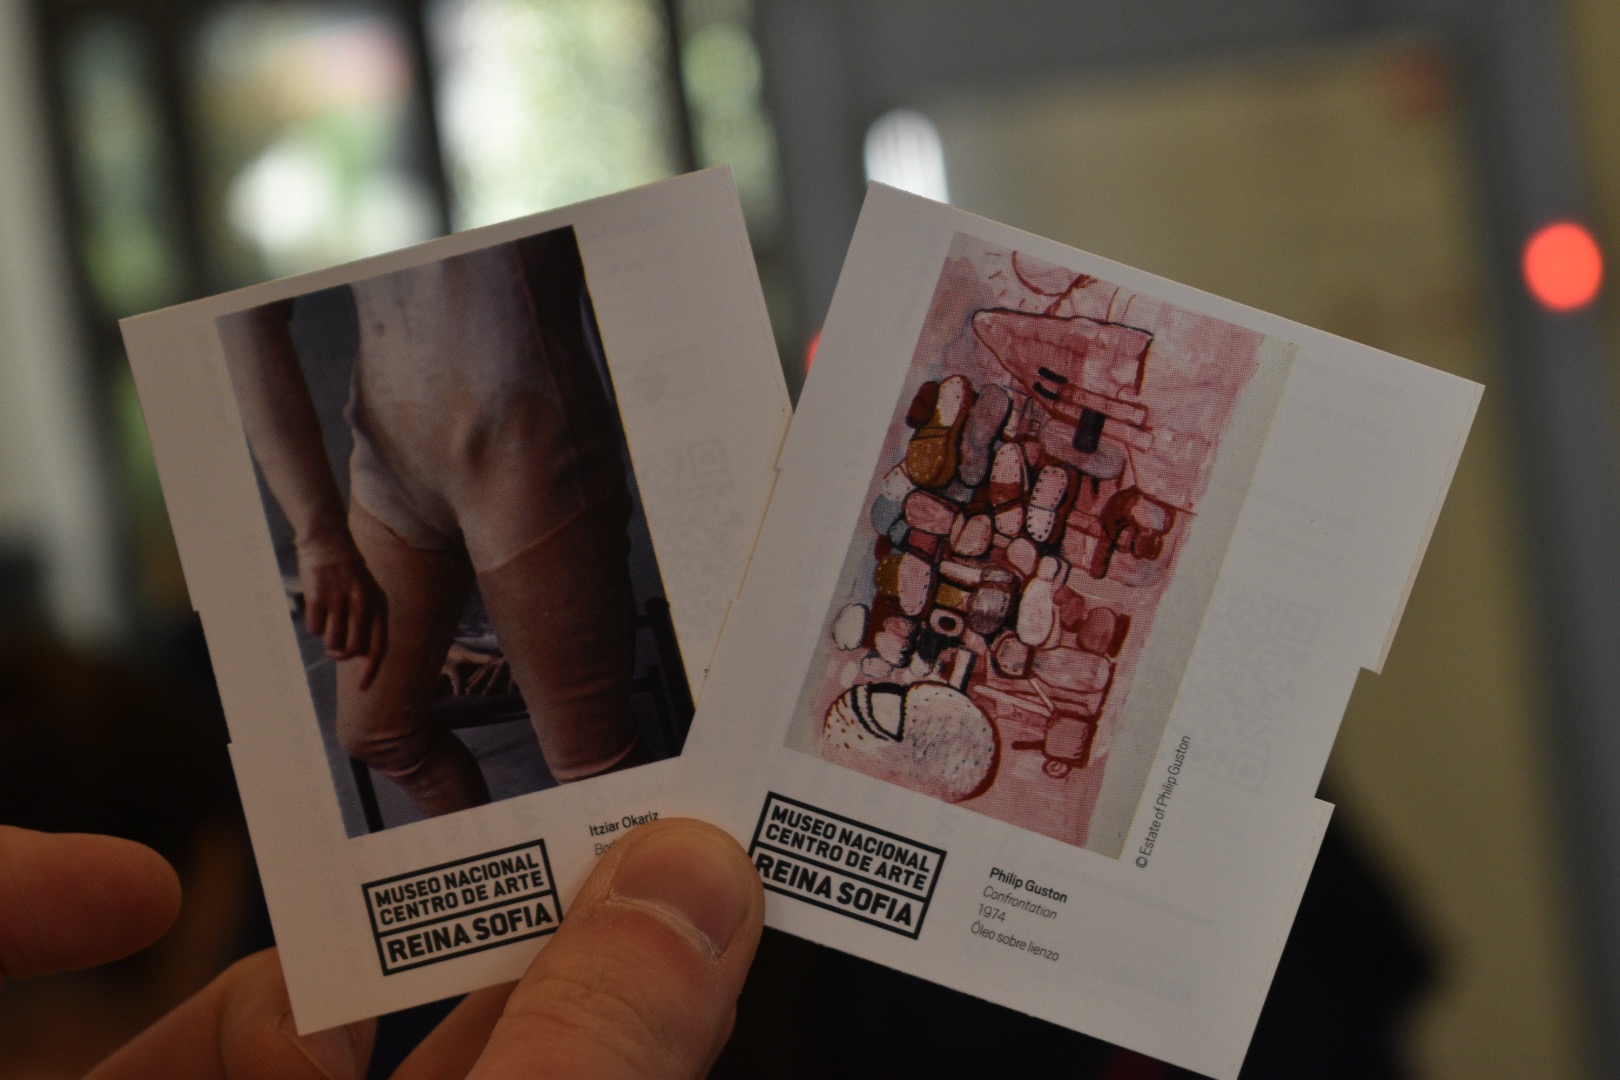 Itziar Okariz
MUSEO NACIONAL
CENTRO DE ARTE
REINA SOFIA
© Estate of Philip Guston
MUSEO NACIONAL
CENTRO DE ARTE
REINA SOFIA
Philip Guston
Confrontation
1974
Óleo sobre lienzo